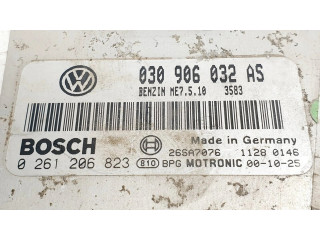 030 906 032 AS
BENZIN ME7.5.10 3583
BOSCH
0 261 206 823
Made in Germany
26SA7076 1128 0146
810 BPG MOTRONIC 00-10-25